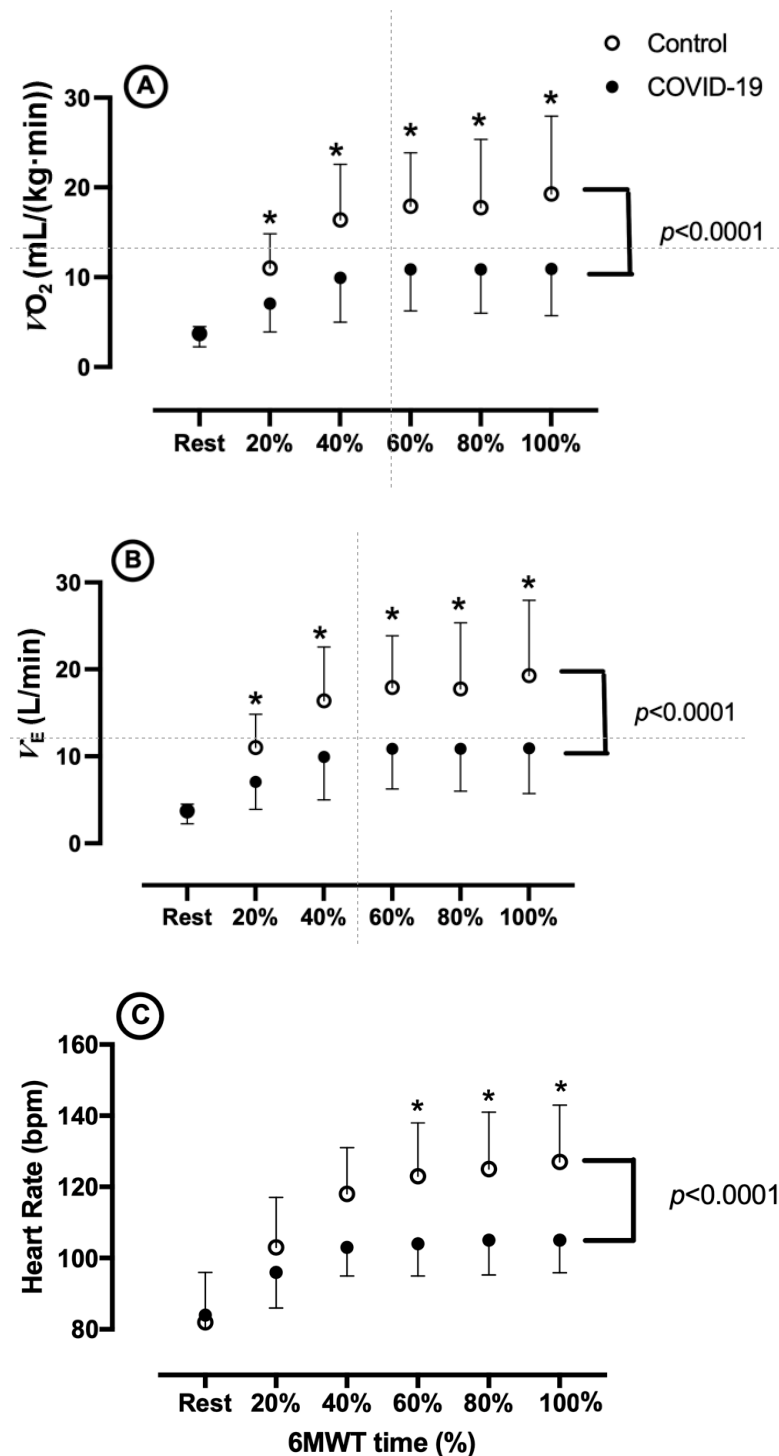 Control
COVID-19
A
30
20
10
0
V̇O₂ (mL/(kg·min))
* * * * *
p<0.0001
Rest 20% 40% 60% 80% 100%
B
30
20
10
0
V̇E (L/min)
* * * * *
p<0.0001
Rest 20% 40% 60% 80% 100%
C
160
140
120
100
80
Heart Rate (bpm)
* * *
p<0.0001
Rest 20% 40% 60% 80% 100%
6MWT time (%)